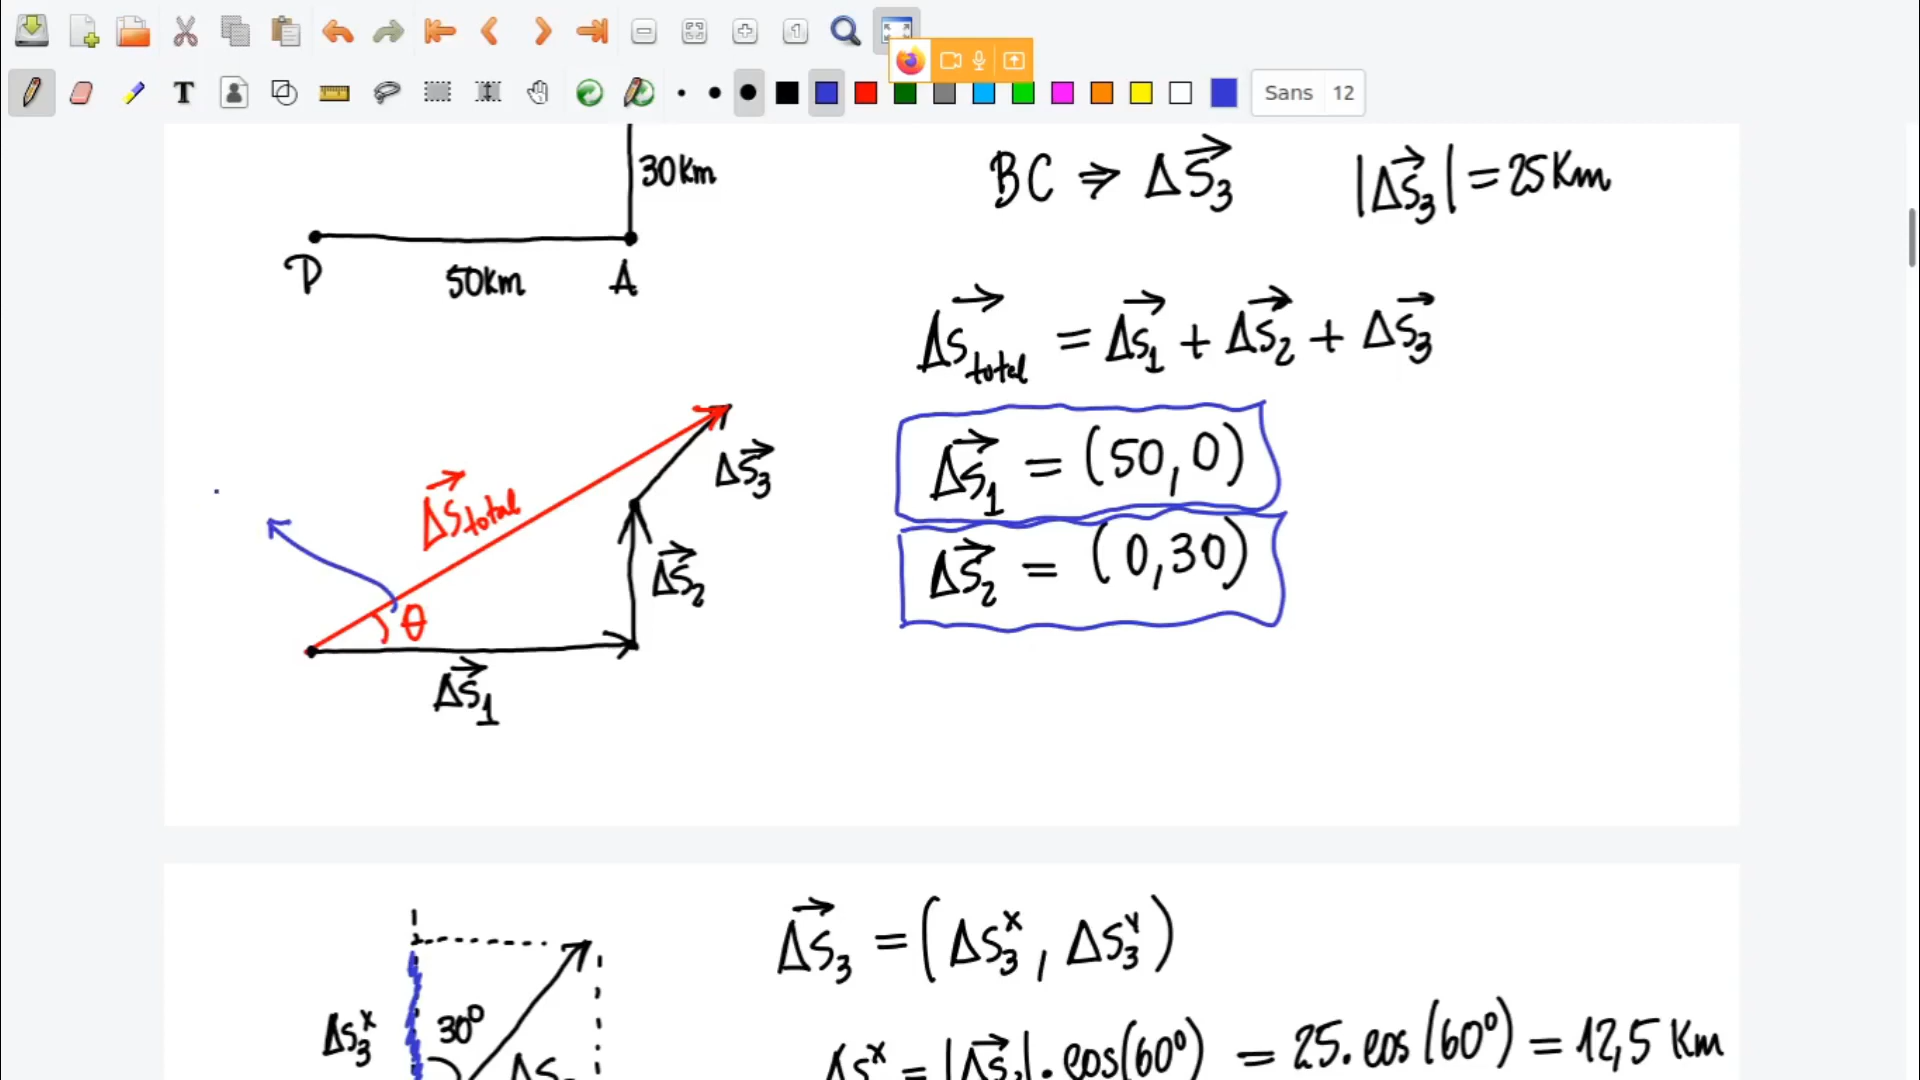 T Sans 12
30Km
BC ⇒ ΔS⃗₃ |ΔS⃗₃| = 25Km
P 50Km A
ΔS⃗total = ΔS⃗₁ + ΔS⃗₂ + ΔS⃗₃
ΔS⃗₁ = (50,0)
ΔS⃗₃
ΔS⃗total
ΔS⃗₂ = (0,30)
ΔS⃗₂
θ
ΔS⃗₁
ΔS⃗₃ = (ΔS₃ˣ, ΔS₃ʸ)
ΔS₃ˣ 30⁰
= 25.cos(60⁰) = 12,5 Km